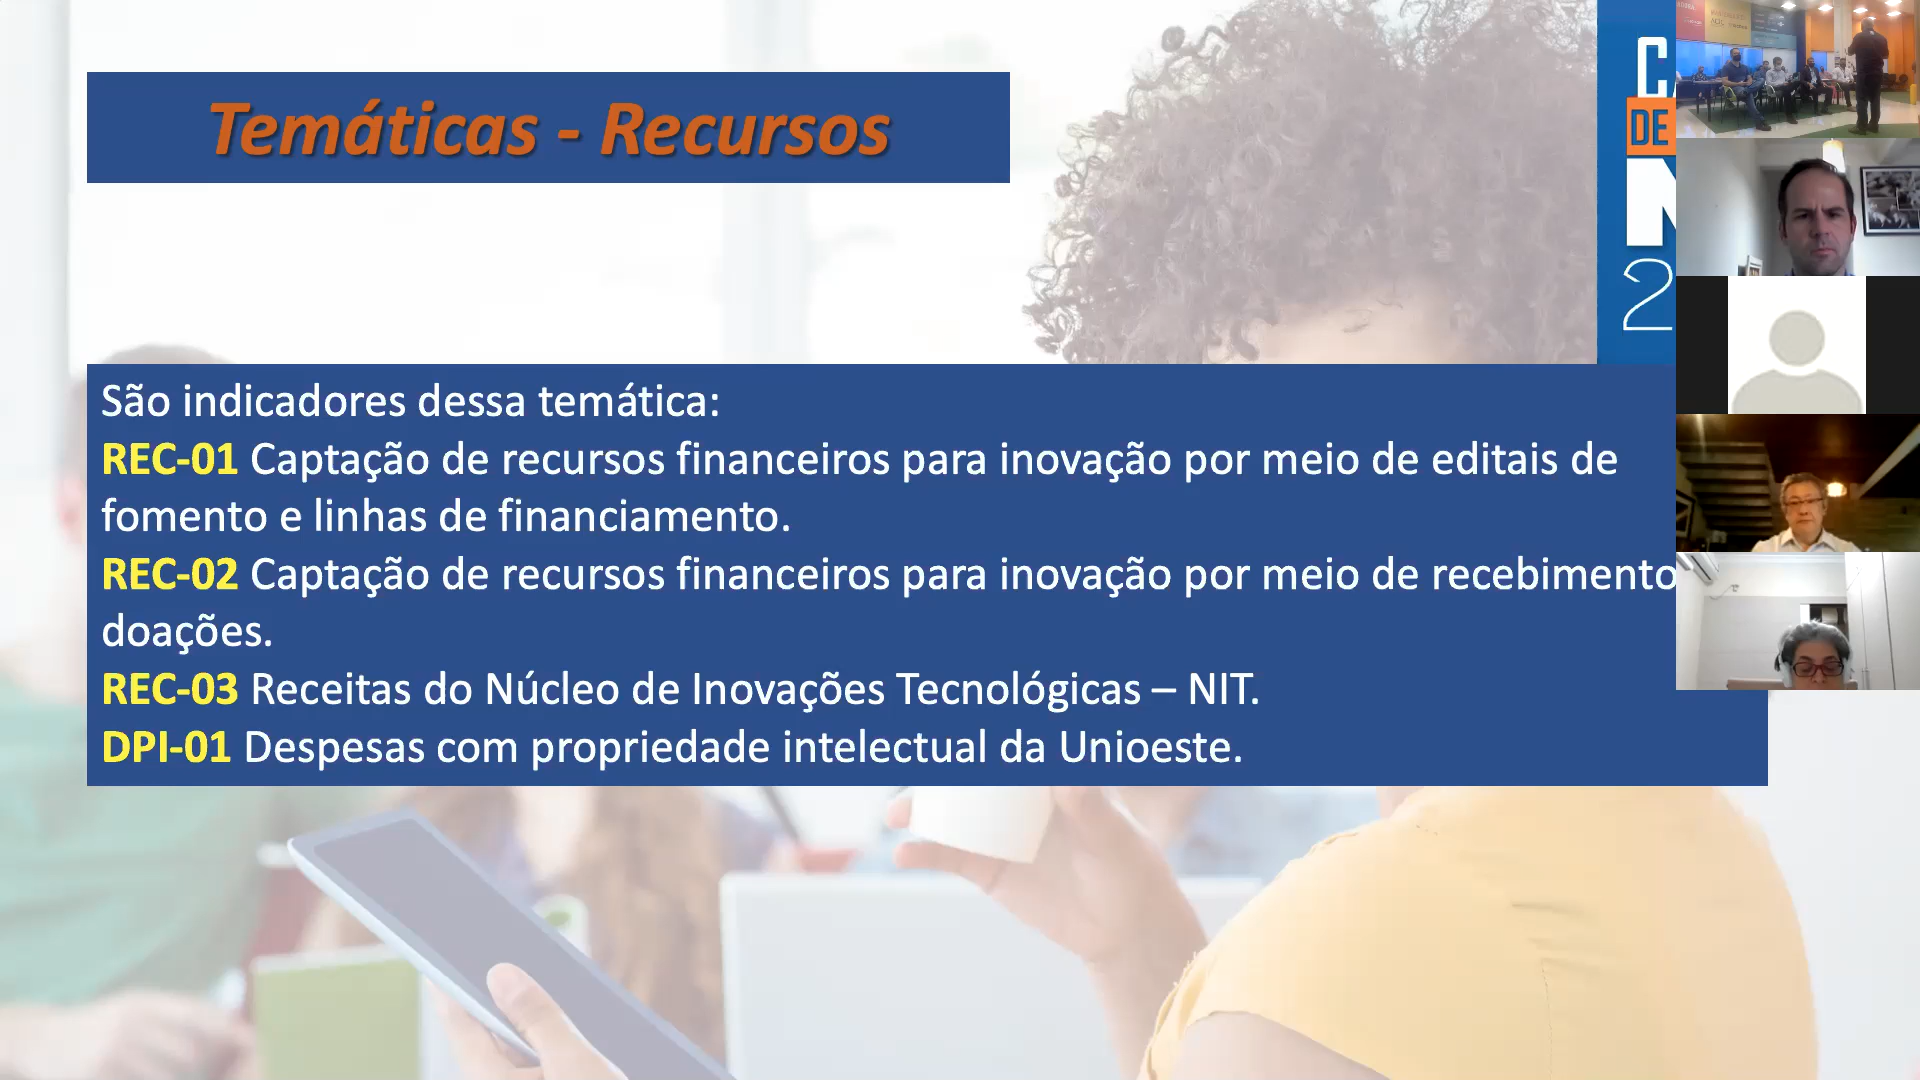 Temáticas - Recursos
DE
2
São indicadores dessa temática:
REC-01 Captação de recursos financeiros para inovação por meio de editais de
fomento e linhas de financiamento.
REC-02 Captação de recursos financeiros para inovação por meio de recebimento
doações.
REC-03 Receitas do Núcleo de Inovações Tecnológicas – NIT.
DPI-01 Despesas com propriedade intelectual da Unioeste.